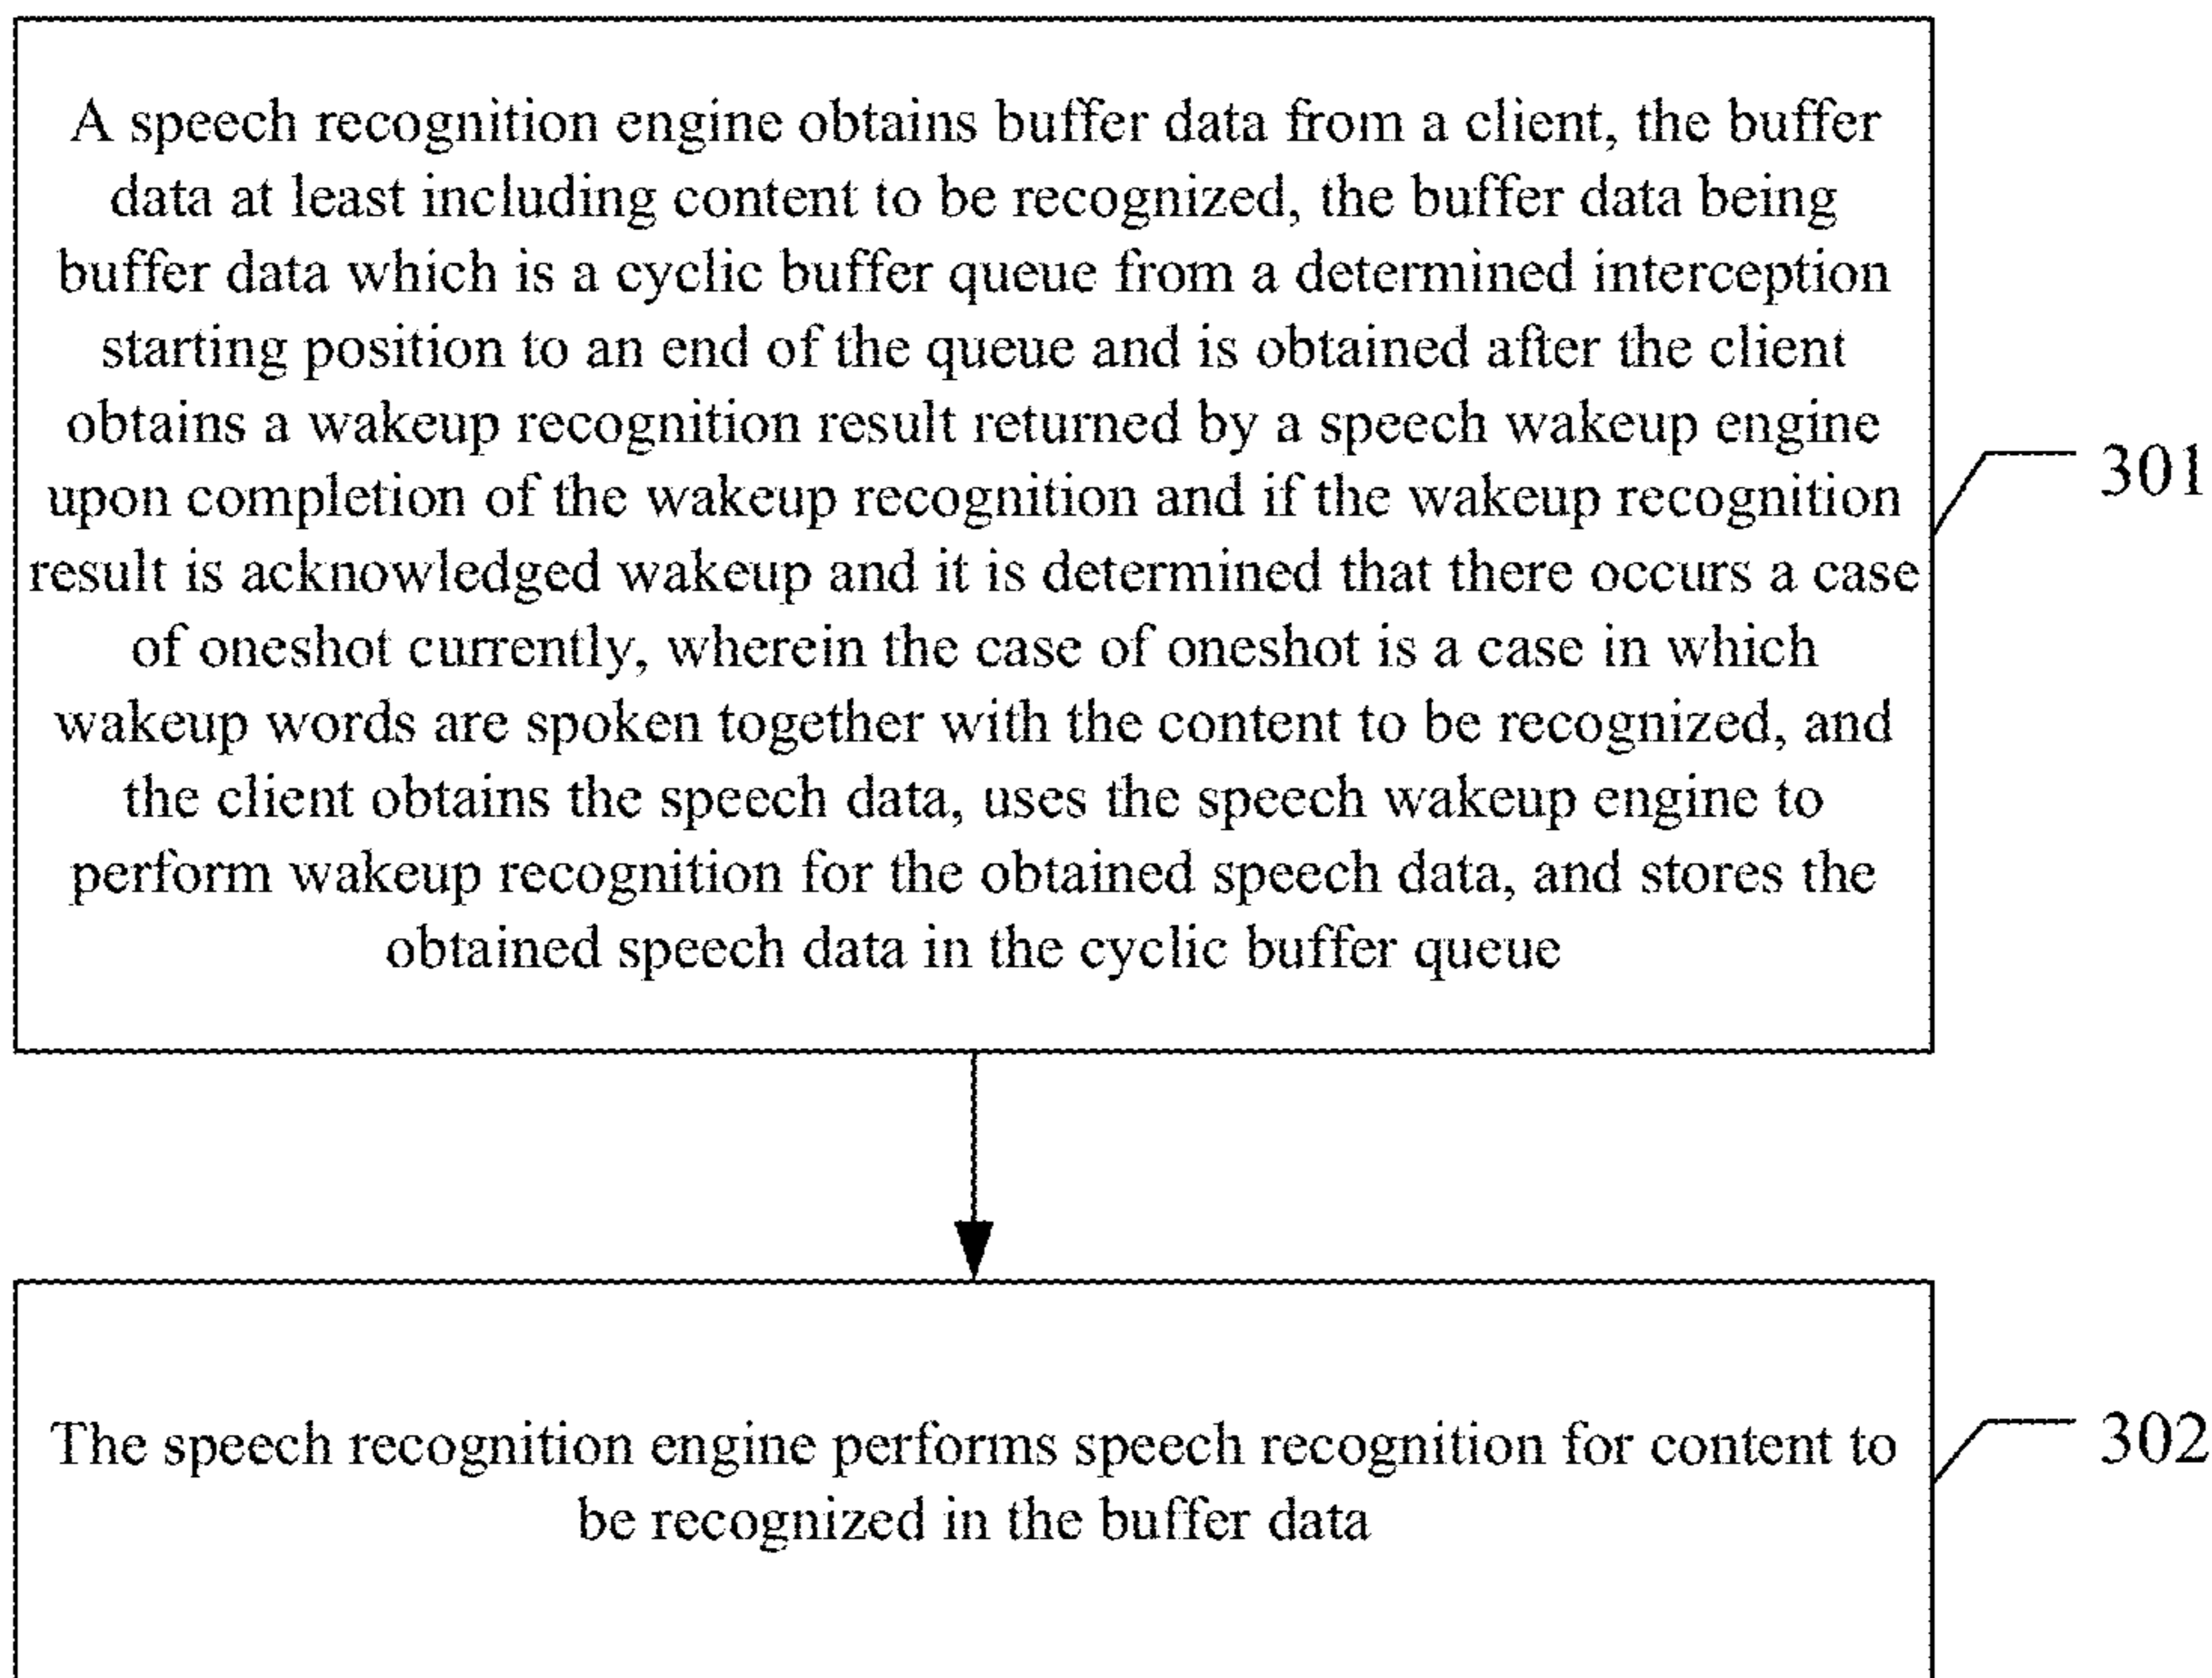 A speech recognition engine obtains buffer data from a client, the buffer
data at least including content to be recognized, the buffer data being
buffer data which is a cyclic buffer queue from a determined interception
starting position to an end of the queue and is obtained after the client
obtains a wakeup recognition result returned by a speech wakeup engine
upon completion of the wakeup recognition and if the wakeup recognition
result is acknowledged wakeup and it is determined that there occurs a case
of oneshot currently, wherein the case of oneshot is a case in which
wakeup words are spoken together with the content to be recognized, and
the client obtains the speech data, uses the speech wakeup engine to
perform wakeup recognition for the obtained speech data, and stores the
obtained speech data in the cyclic buffer queue
301
The speech recognition engine performs speech recognition for content to
be recognized in the buffer data
302